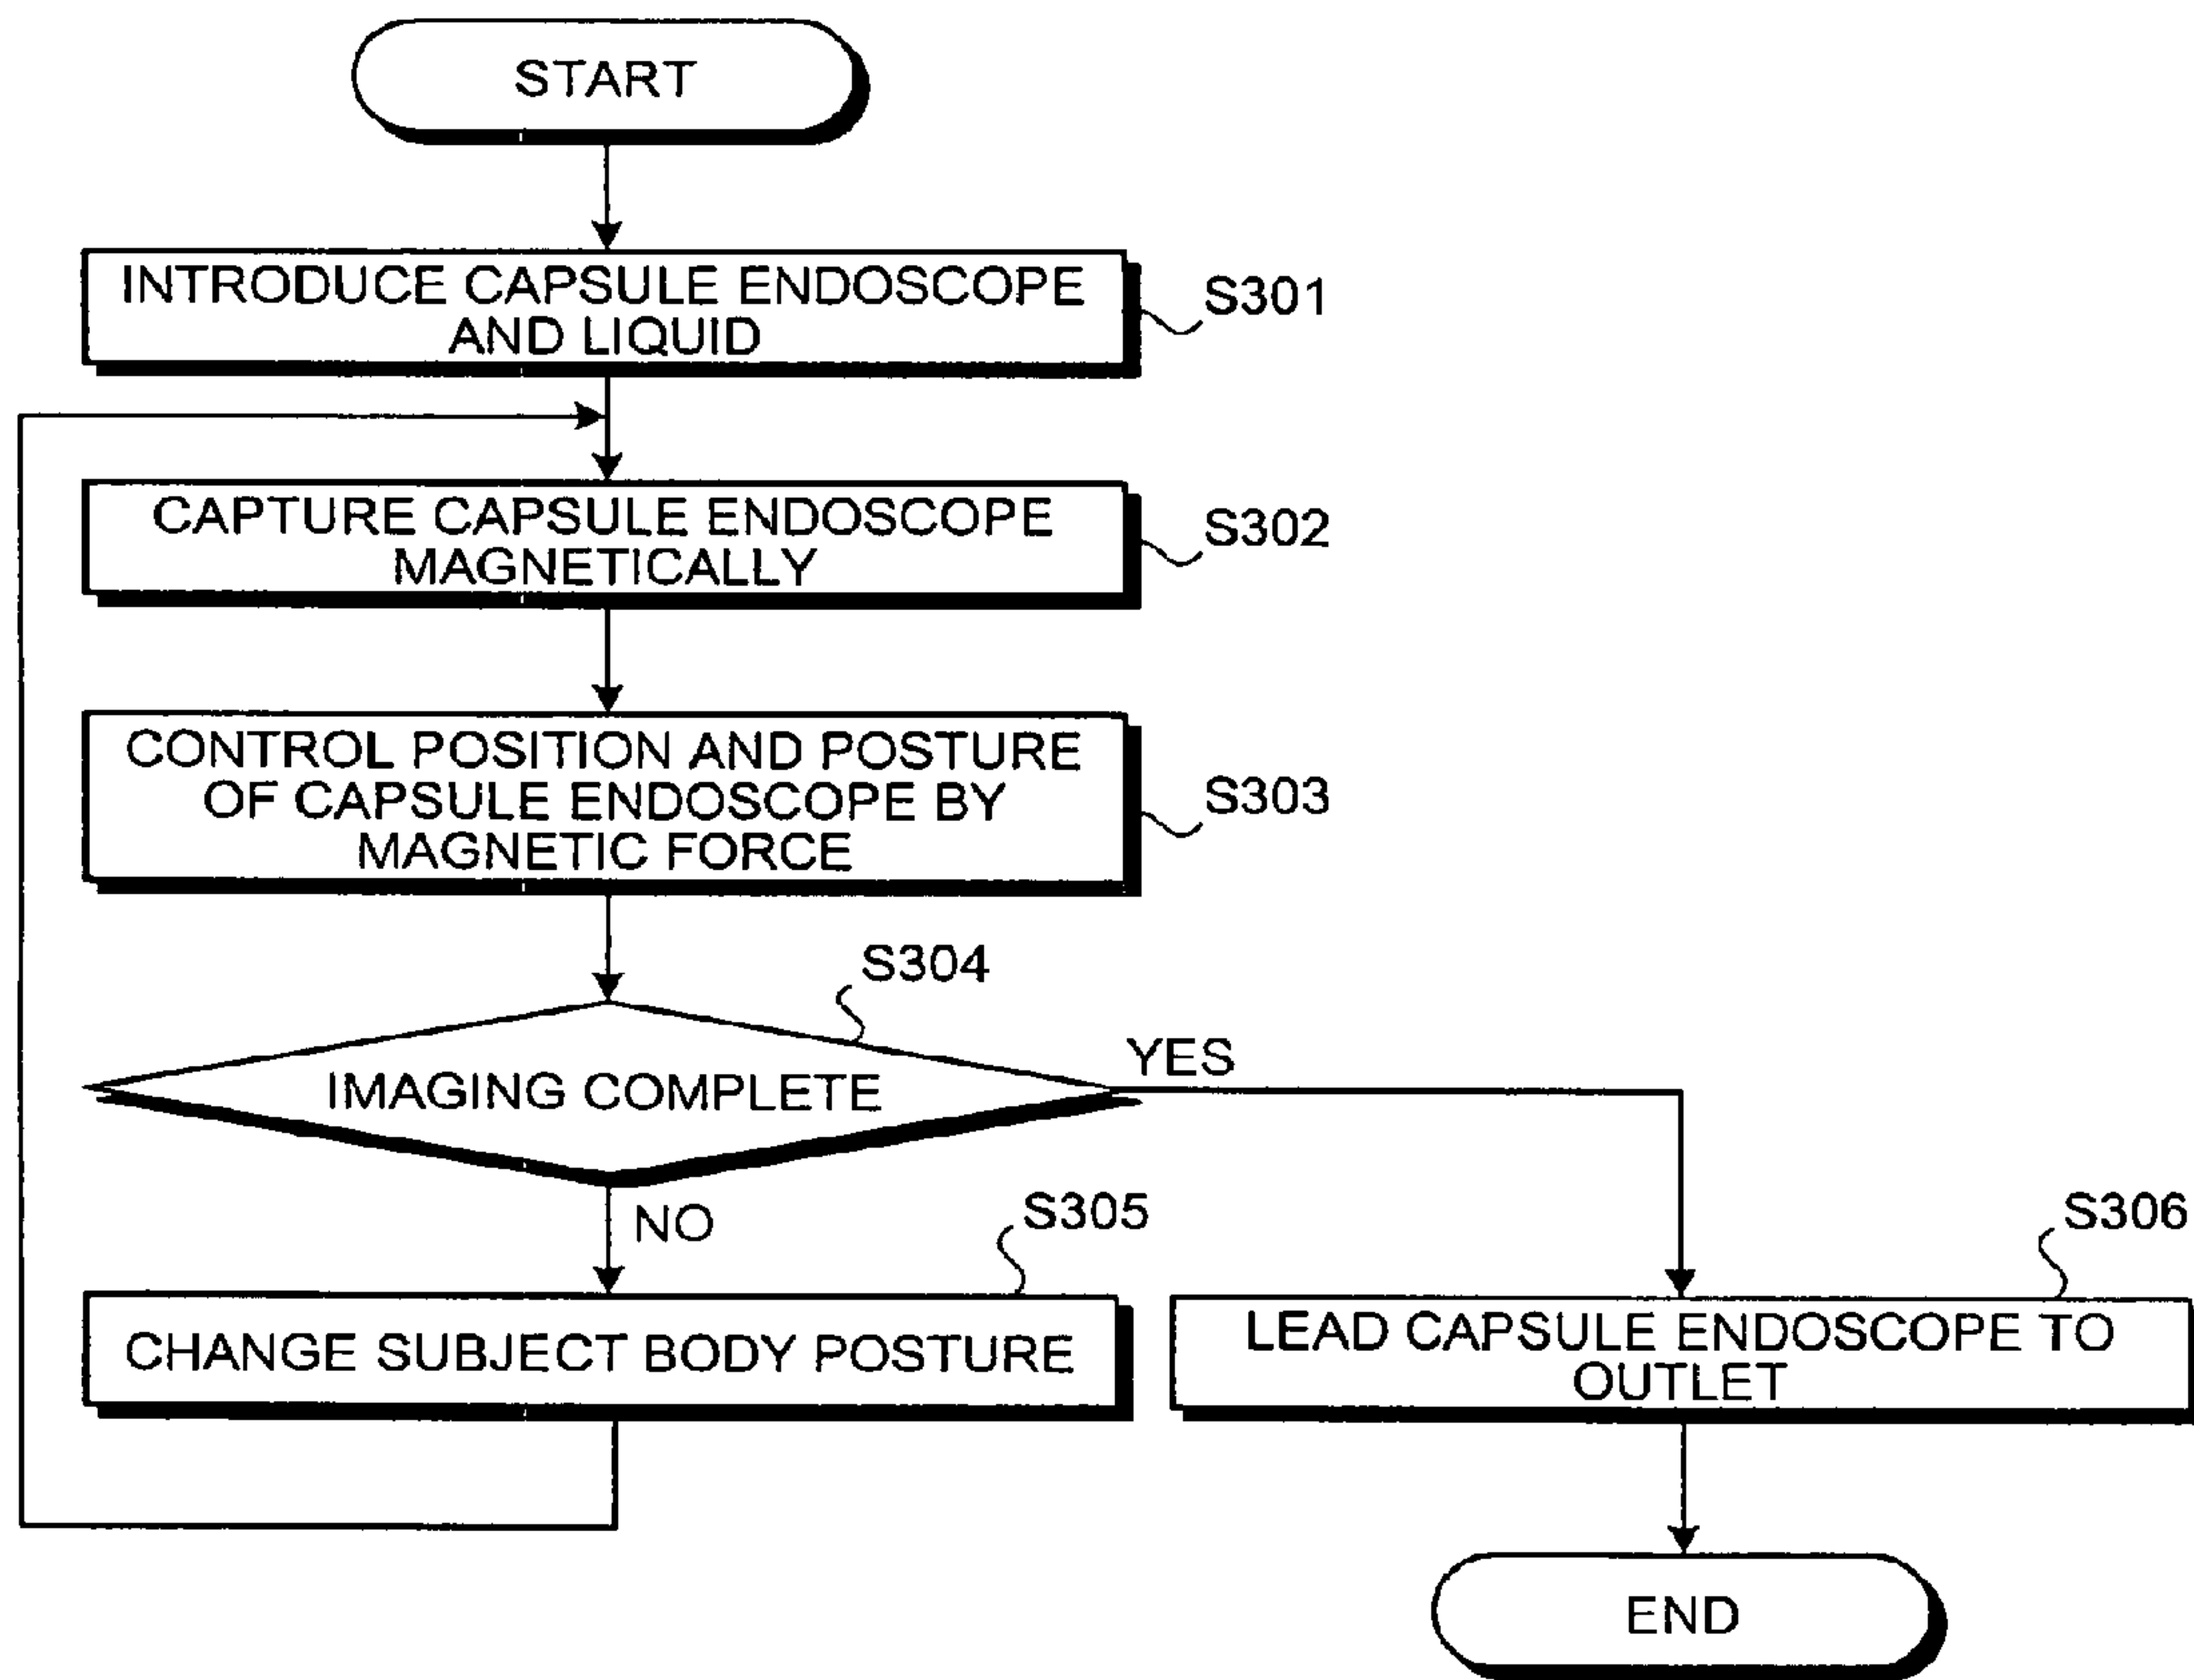 START
INTRODUCE CAPSULE ENDOSCOPE
AND LIQUID
S301
CAPTURE CAPSULE ENDOSCOPE
MAGNETICALLY
S302
CONTROL POSITION AND POSTURE
OF CAPSULE ENDOSCOPE BY
MAGNETIC FORCE
S303
S304
IMAGING COMPLETE
YES
NO
S305
CHANGE SUBJECT BODY POSTURE
S306
LEAD CAPSULE ENDOSCOPE TO
OUTLET
END